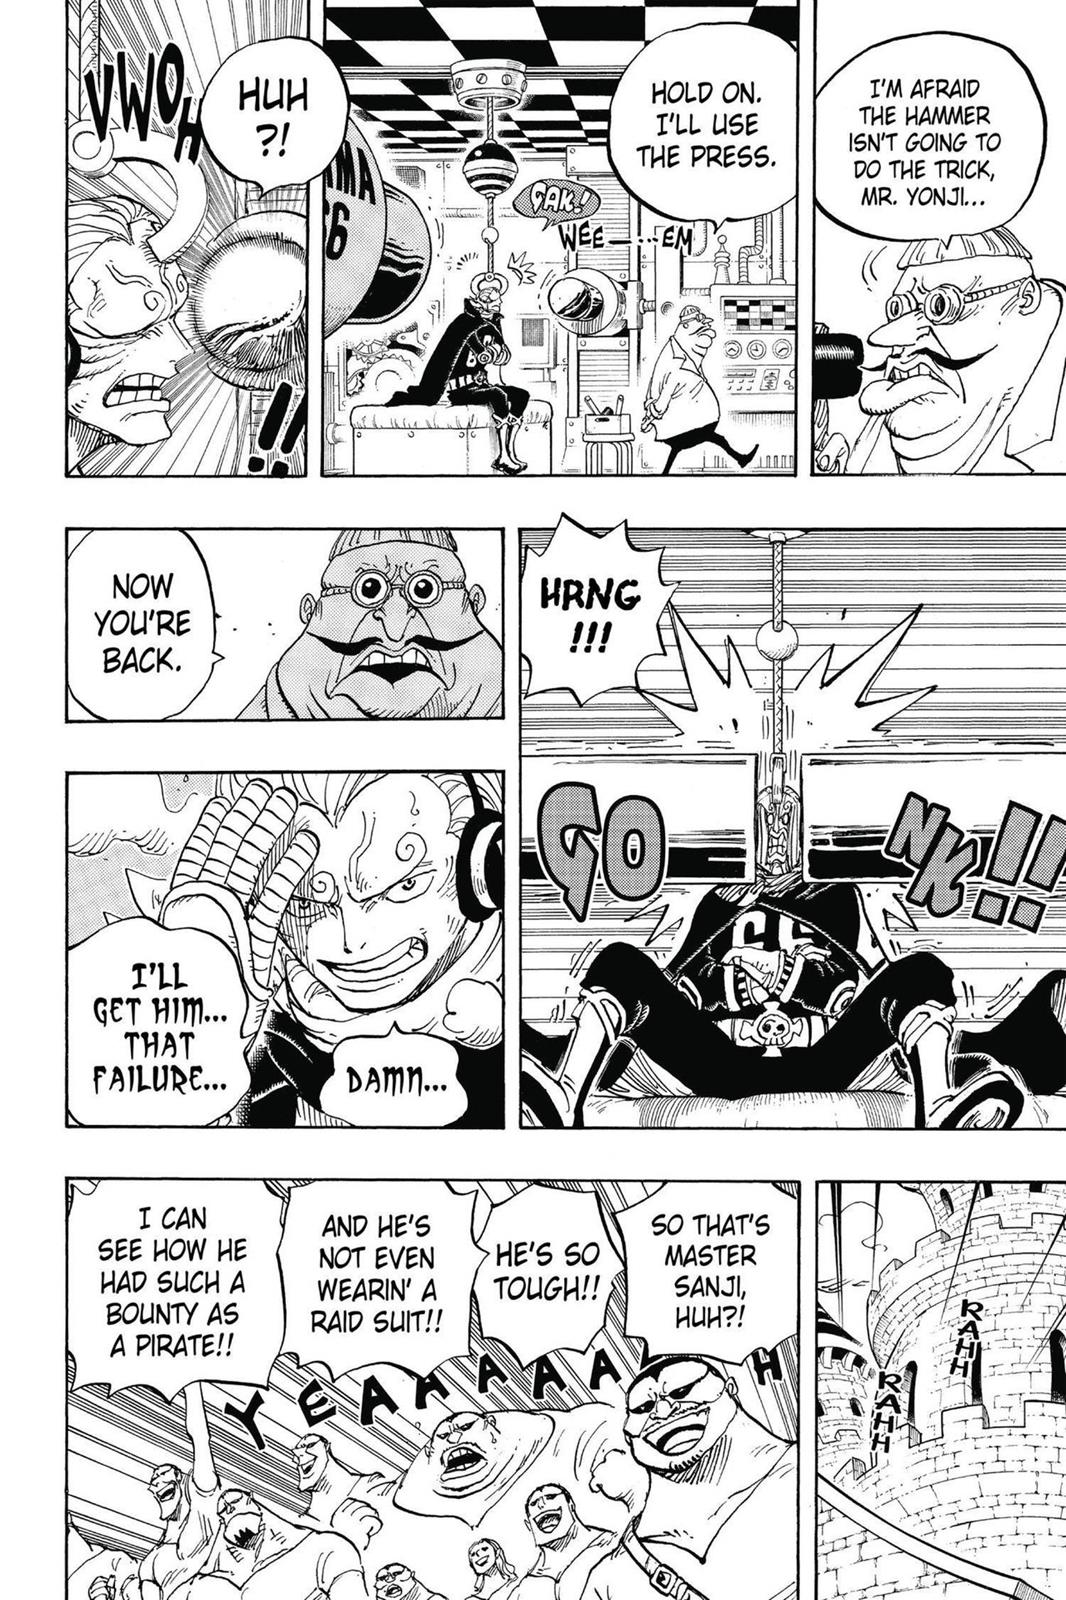 I'M AFRAID
THE HAMMER
ISN'T GOING TO
DO THE TRICK,
MR. YONJI...
HOLD ON.
I'LL USE
THE PRESS.
GAK!
WEE—...EM
RMA
66
HUH
?!
VWOH
!!
HRNG
!!!
GO
NK!!
66
NOW
YOU'RE
BACK.
I'LL
GET HIM...
THAT
FAILURE...
DAMN...
RAHH
RAHH
SO THAT'S
MASTER
SANJI,
HUH?!
HE'S SO
TOUGH!!
AND HE'S
NOT EVEN
WEARIN' A
RAID SUIT!!
I CAN
SEE HOW HE
HAD SUCH A
BOUNTY AS
A PIRATE!!
YEAHAAAHH